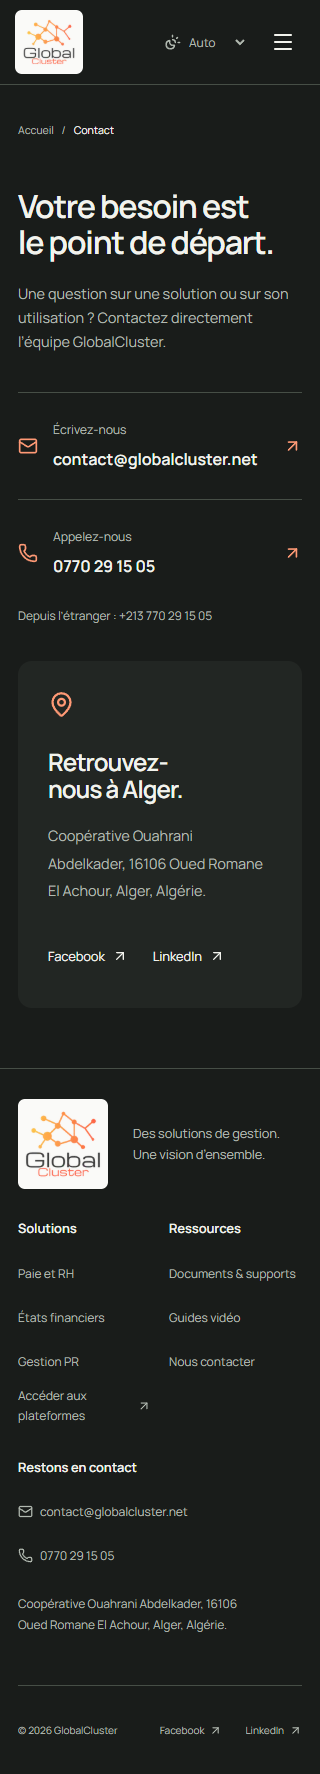 Global
Cluster
Auto
Accueil / Contact
Votre besoin est
le point de départ.
Une question sur une solution ou sur son
utilisation ? Contactez directement
l'équipe GlobalCluster.
Écrivez-nous
contact@globalcluster.net
Appelez-nous
0770 29 15 05
Depuis l'étranger : +213 770 29 15 05
Retrouvez-
nous à Alger.
Coopérative Ouahrani
Abdelkader, 16106 Oued Romane
El Achour, Alger, Algérie.
Facebook LinkedIn
Global
Cluster
Des solutions de gestion.
Une vision d'ensemble.
Solutions
Paie et RH
États financiers
Gestion PR
Accéder aux
plateformes
Ressources
Documents & supports
Guides vidéo
Nous contacter
Restons en contact
contact@globalcluster.net
0770 29 15 05
Coopérative Ouahrani Abdelkader, 16106
Oued Romane El Achour, Alger, Algérie.
© 2026 GlobalCluster Facebook LinkedIn